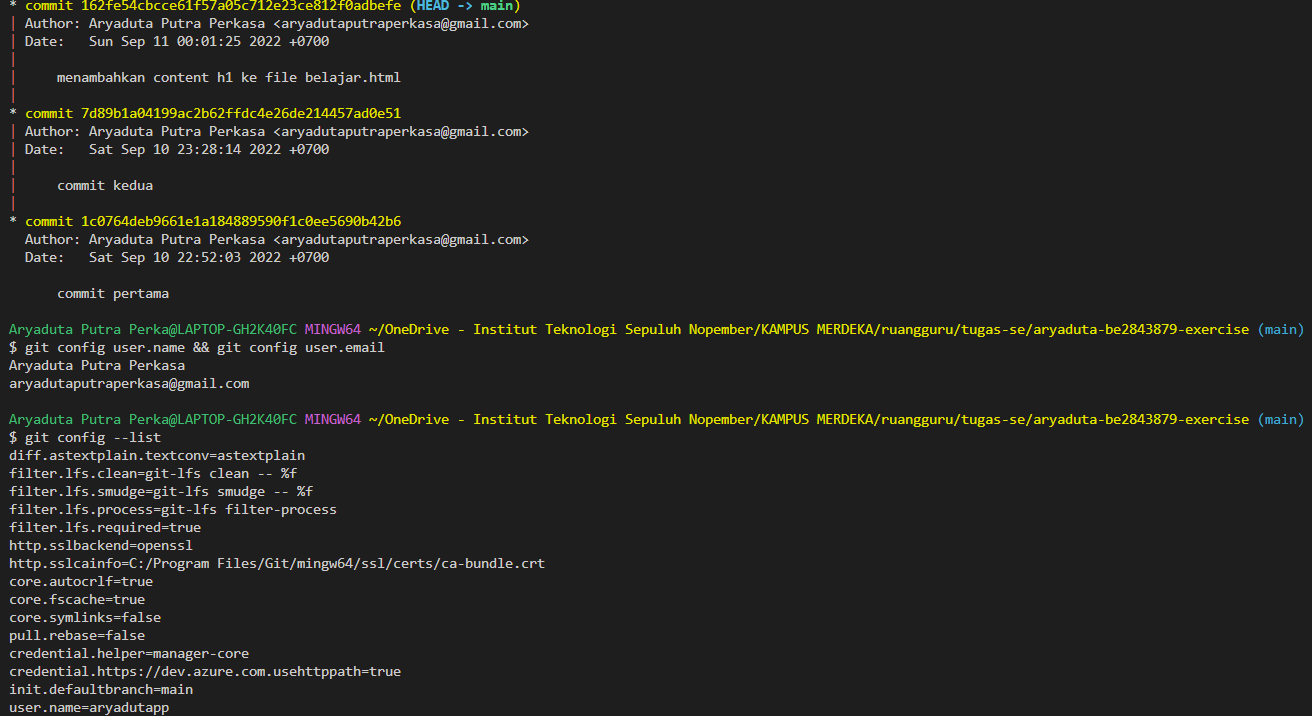 * commit 162fe54cbcce61f57a05c712e23ce812f0adbefe (HEAD -> main)
| Author: Aryaduta Putra Perkasa <aryadutaputraperkasa@gmail.com>
| Date:   Sun Sep 11 00:01:25 2022 +0700
|
|     menambahkan content h1 ke file belajar.html
|
* commit 7d89b1a04199ac2b62ffdc4e26de214457ad0e51
| Author: Aryaduta Putra Perkasa <aryadutaputraperkasa@gmail.com>
| Date:   Sat Sep 10 23:28:14 2022 +0700
|
|     commit kedua
|
* commit 1c0764deb9661e1a184889590f1c0ee5690b42b6
  Author: Aryaduta Putra Perkasa <aryadutaputraperkasa@gmail.com>
  Date:   Sat Sep 10 22:52:03 2022 +0700
      commit pertama
Aryaduta Putra Perka@LAPTOP-GH2K40FC MINGW64 ~/OneDrive - Institut Teknologi Sepuluh Nopember/KAMPUS MERDEKA/ruangguru/tugas-se/aryaduta-be2843879-exercise (main)
$ git config user.name && git config user.email
Aryaduta Putra Perkasa
aryadutaputraperkasa@gmail.com
Aryaduta Putra Perka@LAPTOP-GH2K40FC MINGW64 ~/OneDrive - Institut Teknologi Sepuluh Nopember/KAMPUS MERDEKA/ruangguru/tugas-se/aryaduta-be2843879-exercise (main)
$ git config --list
diff.astextplain.textconv=astextplain
filter.lfs.clean=git-lfs clean -- %f
filter.lfs.smudge=git-lfs smudge -- %f
filter.lfs.process=git-lfs filter-process
filter.lfs.required=true
http.sslbackend=openssl
http.sslcainfo=C:/Program Files/Git/mingw64/ssl/certs/ca-bundle.crt
core.autocrlf=true
core.fscache=true
core.symlinks=false
pull.rebase=false
credential.helper=manager-core
credential.https://dev.azure.com.usehttppath=true
init.defaultbranch=main
user.name=aryadutapp